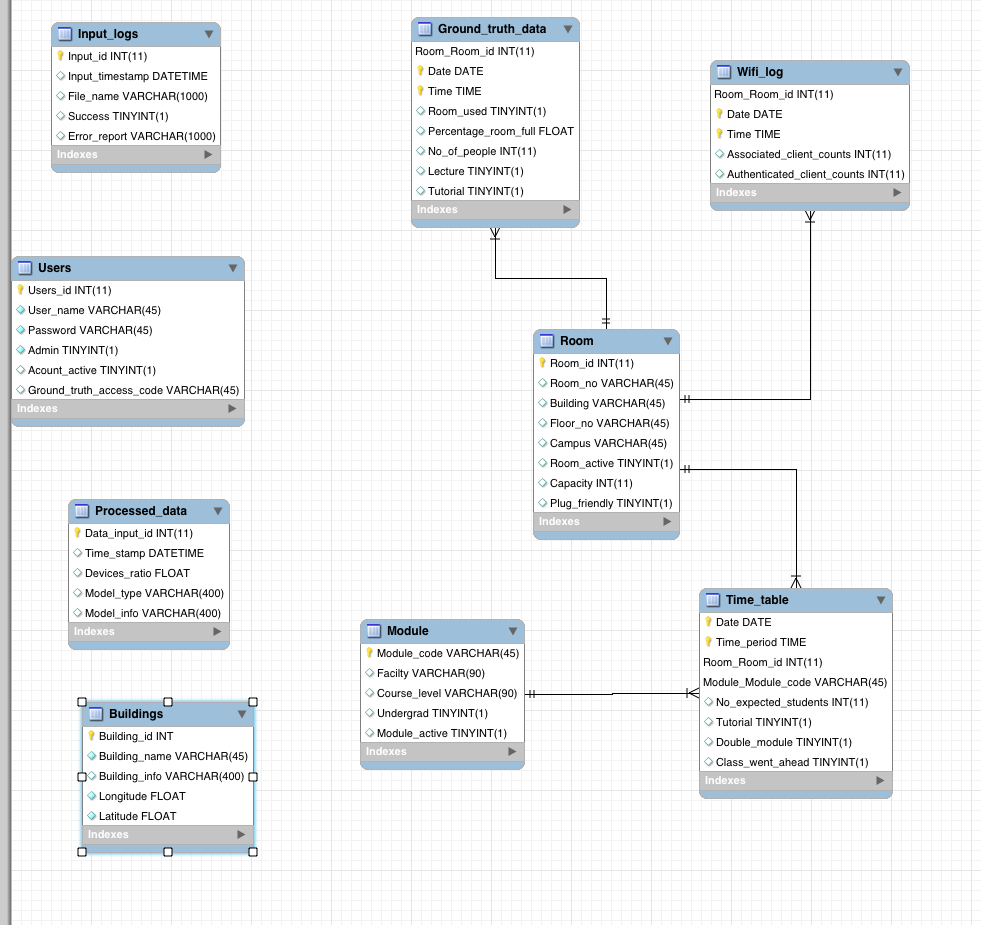 Input_logs
Input_id INT(11)
Input_timestamp DATETIME
File_name VARCHAR(1000)
Success TINYINT(1)
Error_report VARCHAR(1000)
Indexes
Ground_truth_data
Room_Room_id INT(11)
Date DATE
Time TIME
Room_used TINYINT(1)
Percentage_room_full FLOAT
No_of_people INT(11)
Lecture TINYINT(1)
Tutorial TINYINT(1)
Indexes
Wifi_log
Room_Room_id INT(11)
Date DATE
Time TIME
Associated_client_counts INT(11)
Authenticated_client_counts INT(11)
Indexes
Users
Users_id INT(11)
User_name VARCHAR(45)
Password VARCHAR(45)
Admin TINYINT(1)
Acount_active TINYINT(1)
Ground_truth_access_code VARCHAR(45)
Indexes
Room
Room_id INT(11)
Room_no VARCHAR(45)
Building VARCHAR(45)
Floor_no VARCHAR(45)
Campus VARCHAR(45)
Room_active TINYINT(1)
Capacity INT(11)
Plug_friendly TINYINT(1)
Indexes
Processed_data
Data_input_id INT(11)
Time_stamp DATETIME
Devices_ratio FLOAT
Model_type VARCHAR(400)
Model_info VARCHAR(400)
Indexes
Module
Module_code VARCHAR(45)
Facilty VARCHAR(90)
Course_level VARCHAR(90)
Undergrad TINYINT(1)
Module_active TINYINT(1)
Indexes
Time_table
Date DATE
Time_period TIME
Room_Room_id INT(11)
Module_Module_code VARCHAR(45)
No_expected_students INT(11)
Tutorial TINYINT(1)
Double_module TINYINT(1)
Class_went_ahead TINYINT(1)
Indexes
Buildings
Building_id INT
Building_name VARCHAR(45)
Building_info VARCHAR(400)
Longitude FLOAT
Latitude FLOAT
Indexes